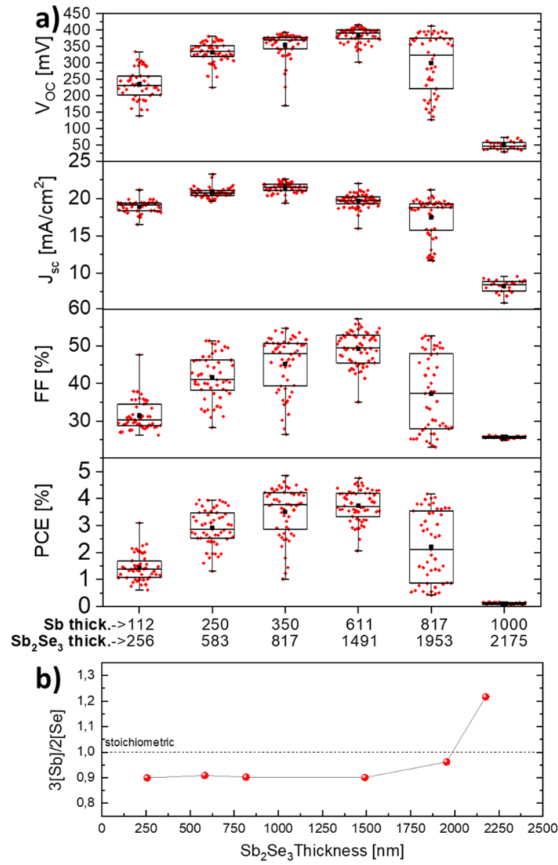 a)
450
400
350
300
250
200
150
100
50
V_OC [mV]
25
20
15
10
J_sc [mA/cm²]
60
50
40
30
FF [%]
5
4
3
2
1
0
PCE [%]
Sb thick.->112 250 350 611 817 1000
Sb₂Se₃ thick.->256 583 817 1491 1953 2175
b)
1,3
1,2
1,1
1,0
0,9
0,8
3[Sb]/2[Se]
stoichiometric
0 250 500 750 1000 1250 1500 1750 2000 2250 2500
Sb₂Se₃Thickness [nm]